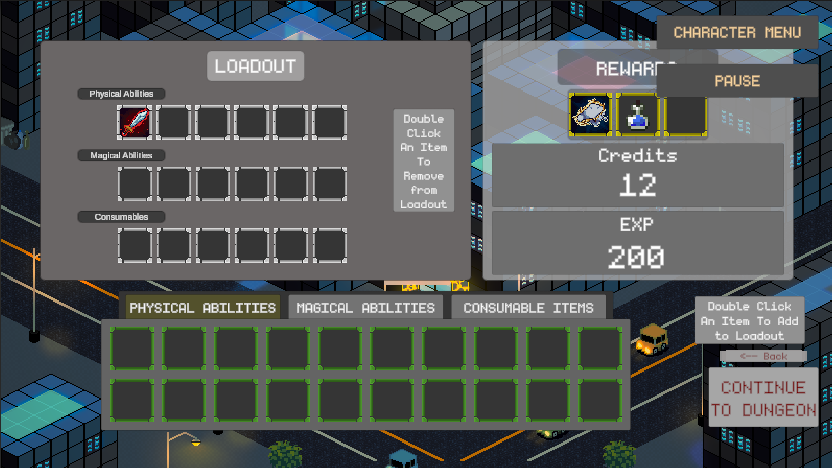 CHARACTER MENU
PAUSE
LOADOUT
Physical Abilities
Magical Abilities
Consumables
Double
Click
An Item
To
Remove
from
Loadout
REWARDS
Credits
12
EXP
200
PHYSICAL ABILITIES
MAGICAL ABILITIES
CONSUMABLE ITEMS
Double Click
An Item To Add
to Loadout
<-- Back
CONTINUE
TO DUNGEON